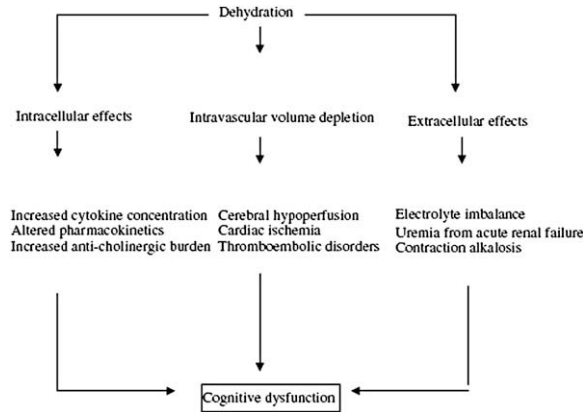 Dehydration
Intracellular effects
Intravascular volume depletion
Extracellular effects
Increased cytokine concentration
Altered pharmacokinetics
Increased anti-cholinergic burden
Cerebral hypoperfusion
Cardiac ischemia
Thromboembolic disorders
Electrolyte imbalance
Uremia from acute renal failure
Contraction alkalosis
Cognitive dysfunction